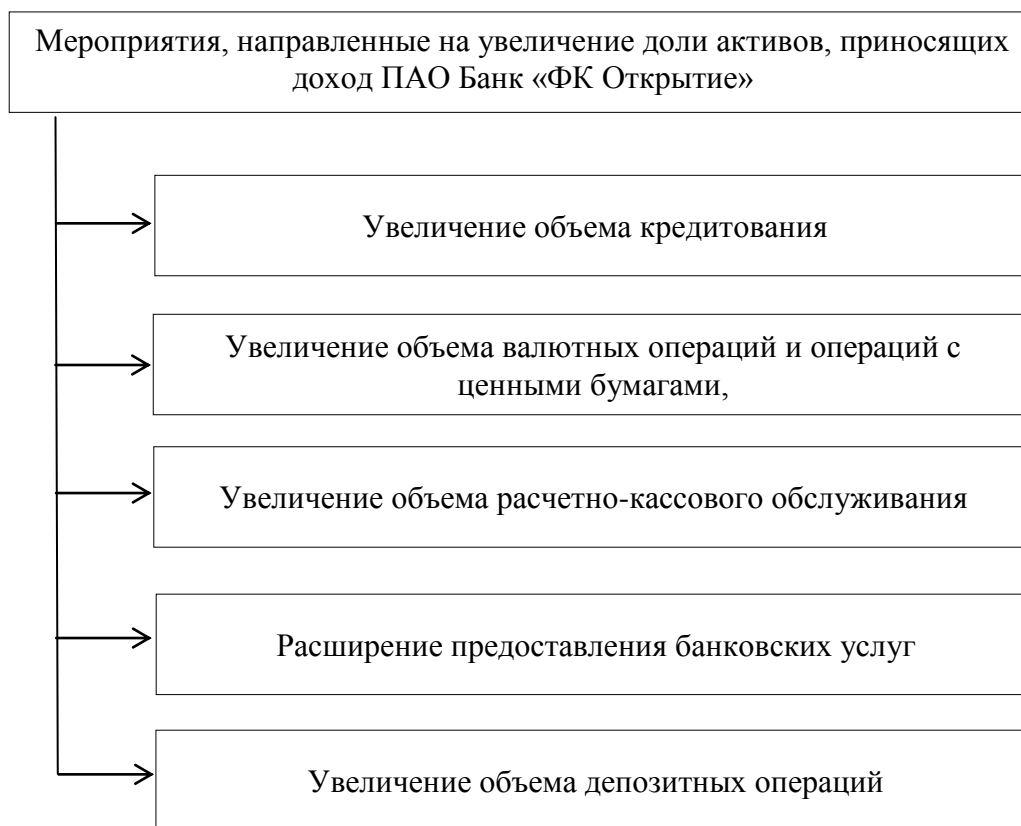 Мероприятия, направленные на увеличение доли активов, приносящих
доход ПАО Банк «ФК Открытие»
Увеличение объема кредитования
Увеличение объема валютных операций и операций с
ценными бумагами,
Увеличение объема расчетно-кассового обслуживания
Расширение предоставления банковских услуг
Увеличение объема депозитных операций